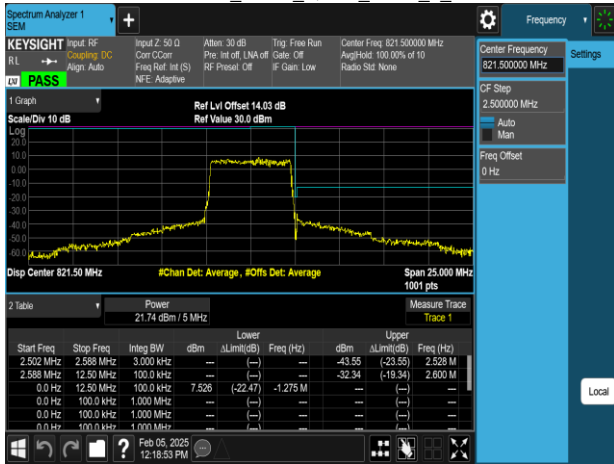 Spectrum Analyzer 1
SEM
Frequency
KEYSIGHT
R L
LXI
PASS
Input: RF
Coupling: DC
Align: Auto
Input Z: 50 Ω
Corr CCorr
Freq Ref: Int (S)
NFE: Adaptive
Atten: 30 dB
Pre: Int off, LNA off
RF Preset: Off
Trig: Free Run
Gate: Off
IF Gain: Low
Center Freq: 821.500000 MHz
Avg|Hold: 100.00% of 10
Radio Std: None
Center Frequency
821.500000 MHz
Settings
CF Step
2.500000 MHz
Auto
Man
Freq Offset
0 Hz
Local
1 Graph
Scale/Div 10 dB
Ref Lvl Offset 14.03 dB
Ref Value 30.0 dBm
Log
20.0
10.0
0.00
-10.0
-20.0
-30.0
-40.0
-50.0
-60.0
Disp Center 821.50 MHz
#Chan Det: Average, #Offs Det: Average
Span 25.000 MHz
1001 pts
2 Table
Power
21.74 dBm / 5 MHz
Measure Trace
Trace 1
Lower Upper
Start Freq Stop Freq Integ BW dBm ΔLimit(dB) Freq (Hz) dBm ΔLimit(dB) Freq (Hz)
2.502 MHz 2.588 MHz 3.000 kHz --- (---) --- -43.55 (-23.55) 2.528 M
2.588 MHz 12.50 MHz 100.0 kHz --- (---) --- -32.34 (-19.34) 2.600 M
0.0 Hz 12.50 MHz 100.0 kHz 7.526 (-22.47) -1.275 M --- (---) ---
0.0 Hz 100.0 kHz 1.000 MHz --- (---) --- --- (---) ---
0.0 Hz 100.0 kHz 1.000 MHz --- (---) --- --- (---) ---
0.0 Hz 100.0 kHz 1.000 MHz --- (---) --- --- (---) ---
?
Feb 05, 2025
12:18:53 PM